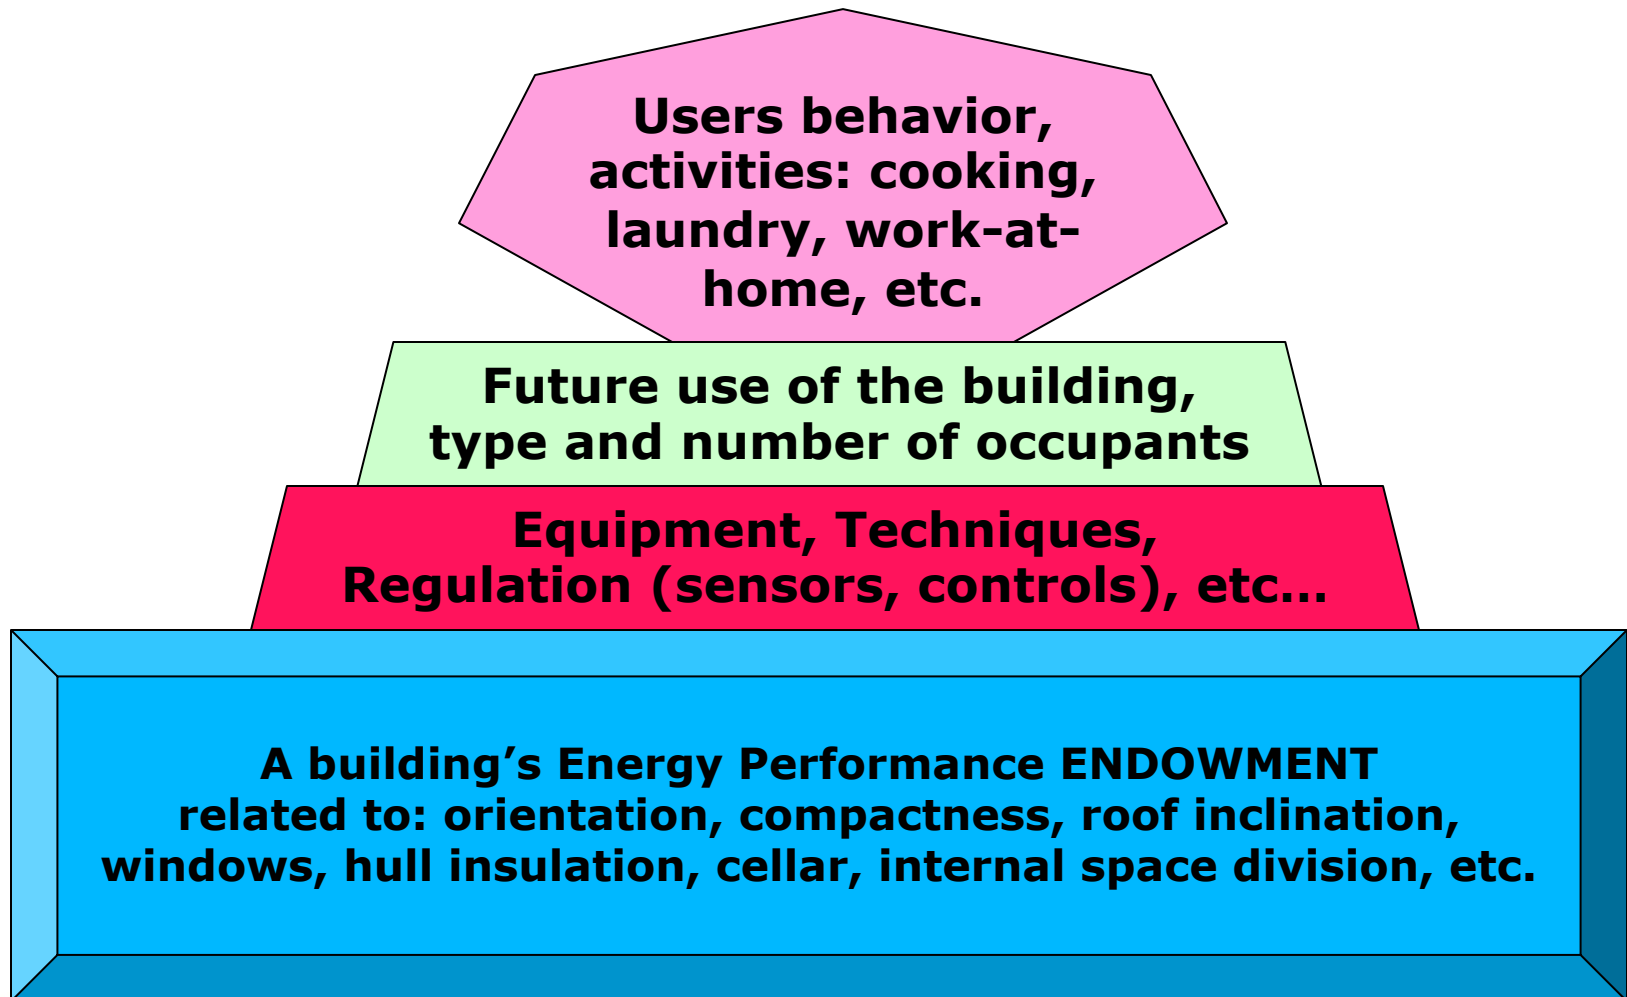 Users behavior,
activities: cooking,
laundry, work-at-
home, etc.
Future use of the building,
type and number of occupants
Equipment, Techniques,
Regulation (sensors, controls), etc…
A building’s Energy Performance ENDOWMENT
related to: orientation, compactness, roof inclination,
windows, hull insulation, cellar, internal space division, etc.